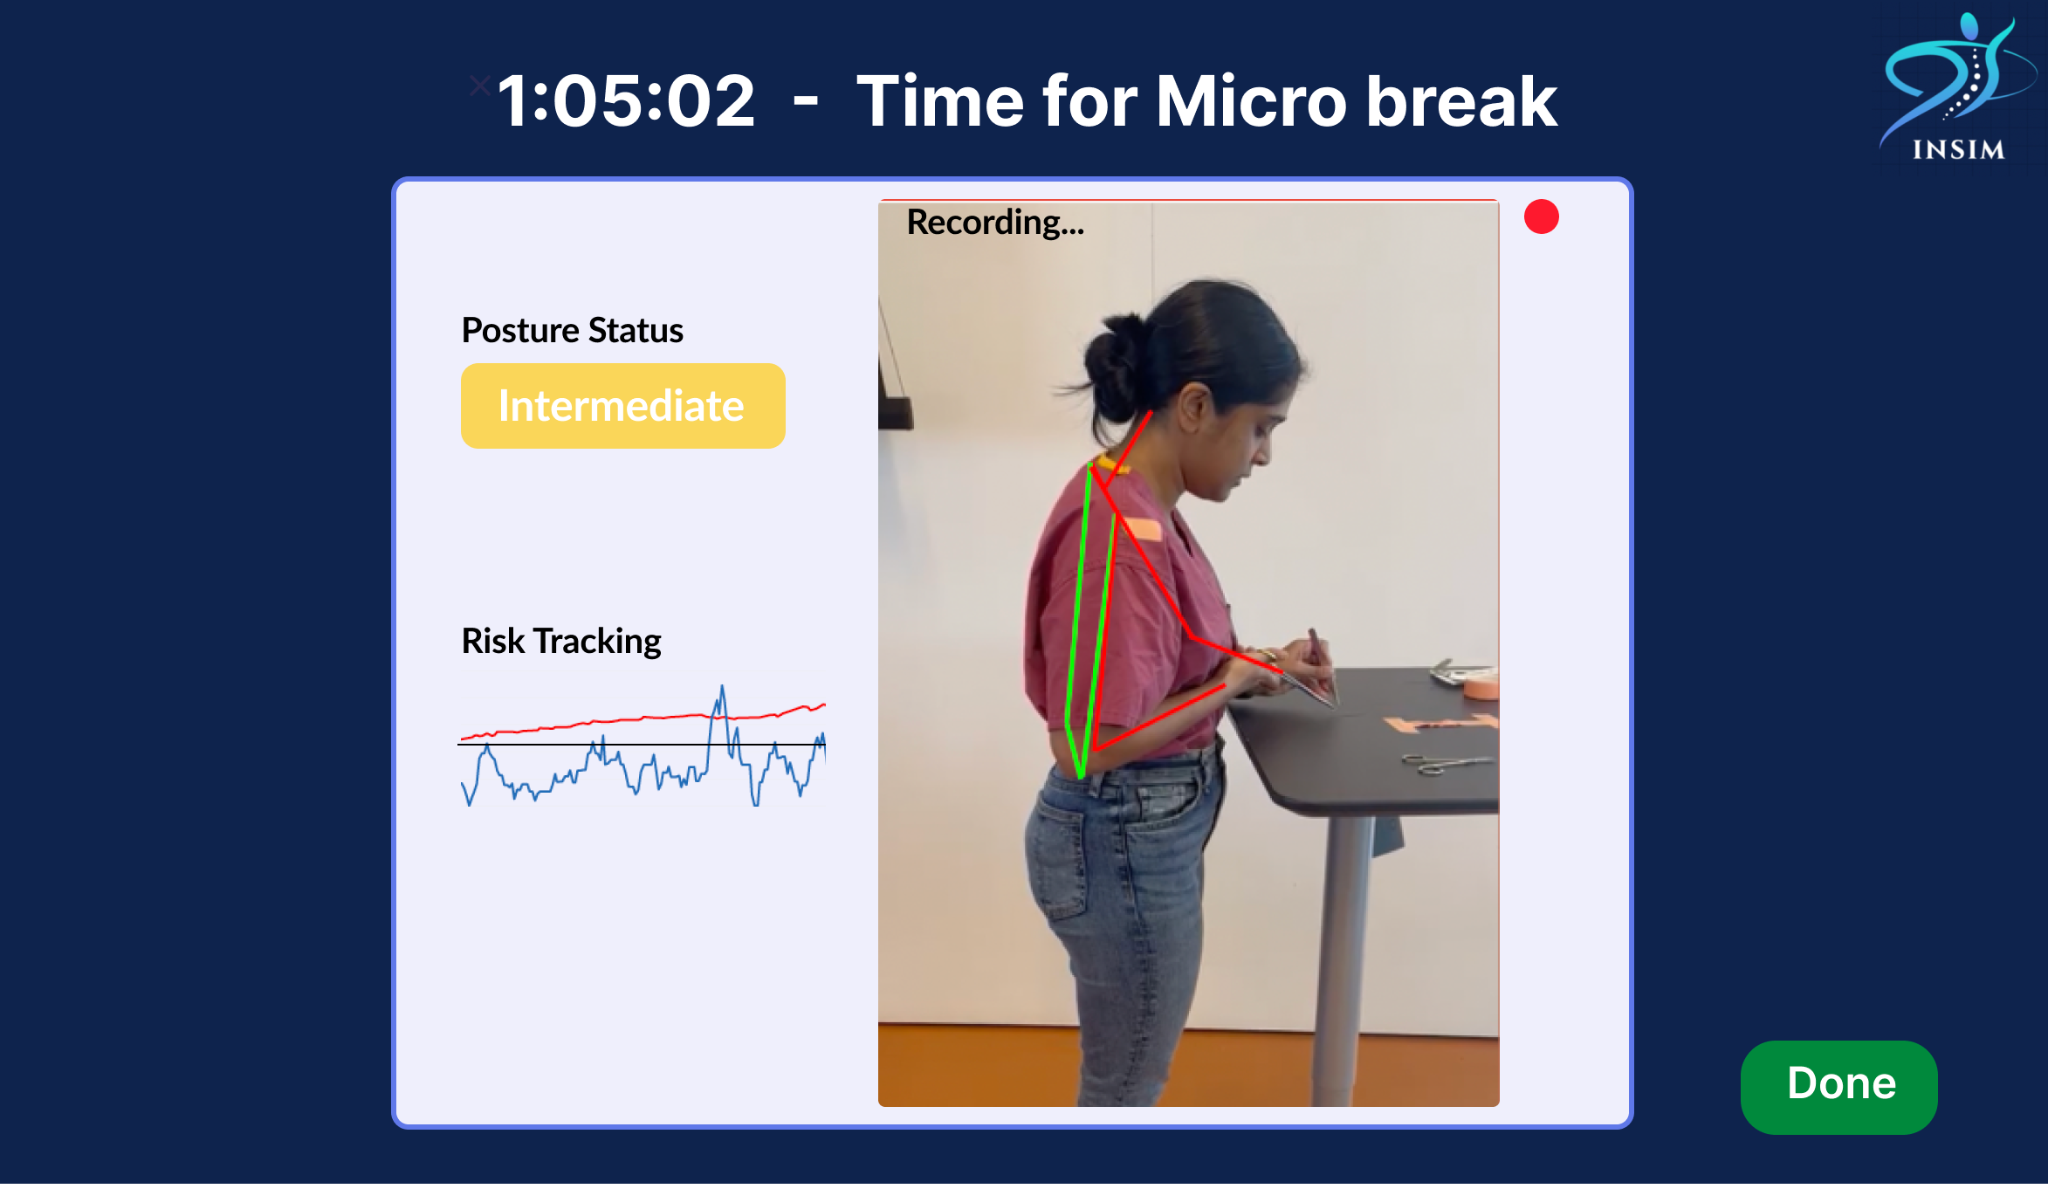 1:05:02 - Time for Micro break
INSIM
Recording...
Posture Status
Intermediate
Risk Tracking
Done